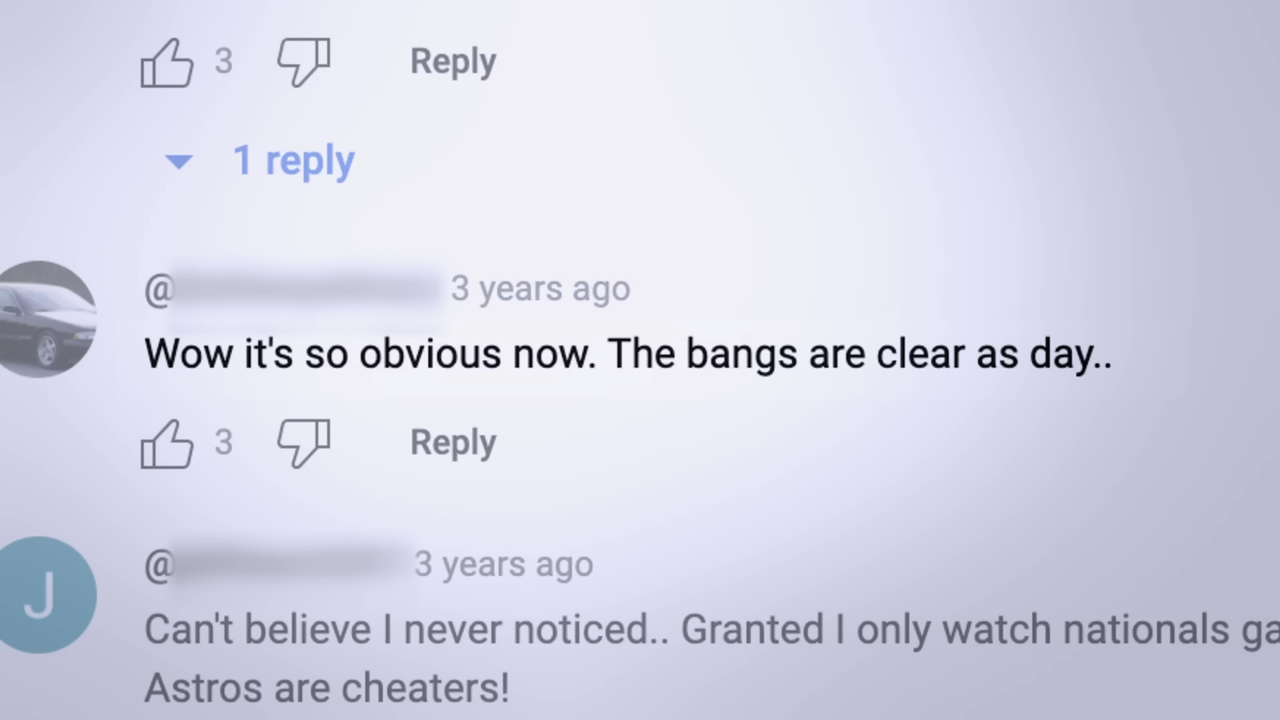 3 Reply
1 reply
@ 3 years ago
Wow it's so obvious now. The bangs are clear as day..
3 Reply
J
@ 3 years ago
Can't believe I never noticed.. Granted I only watch nationals
Astros are cheaters!